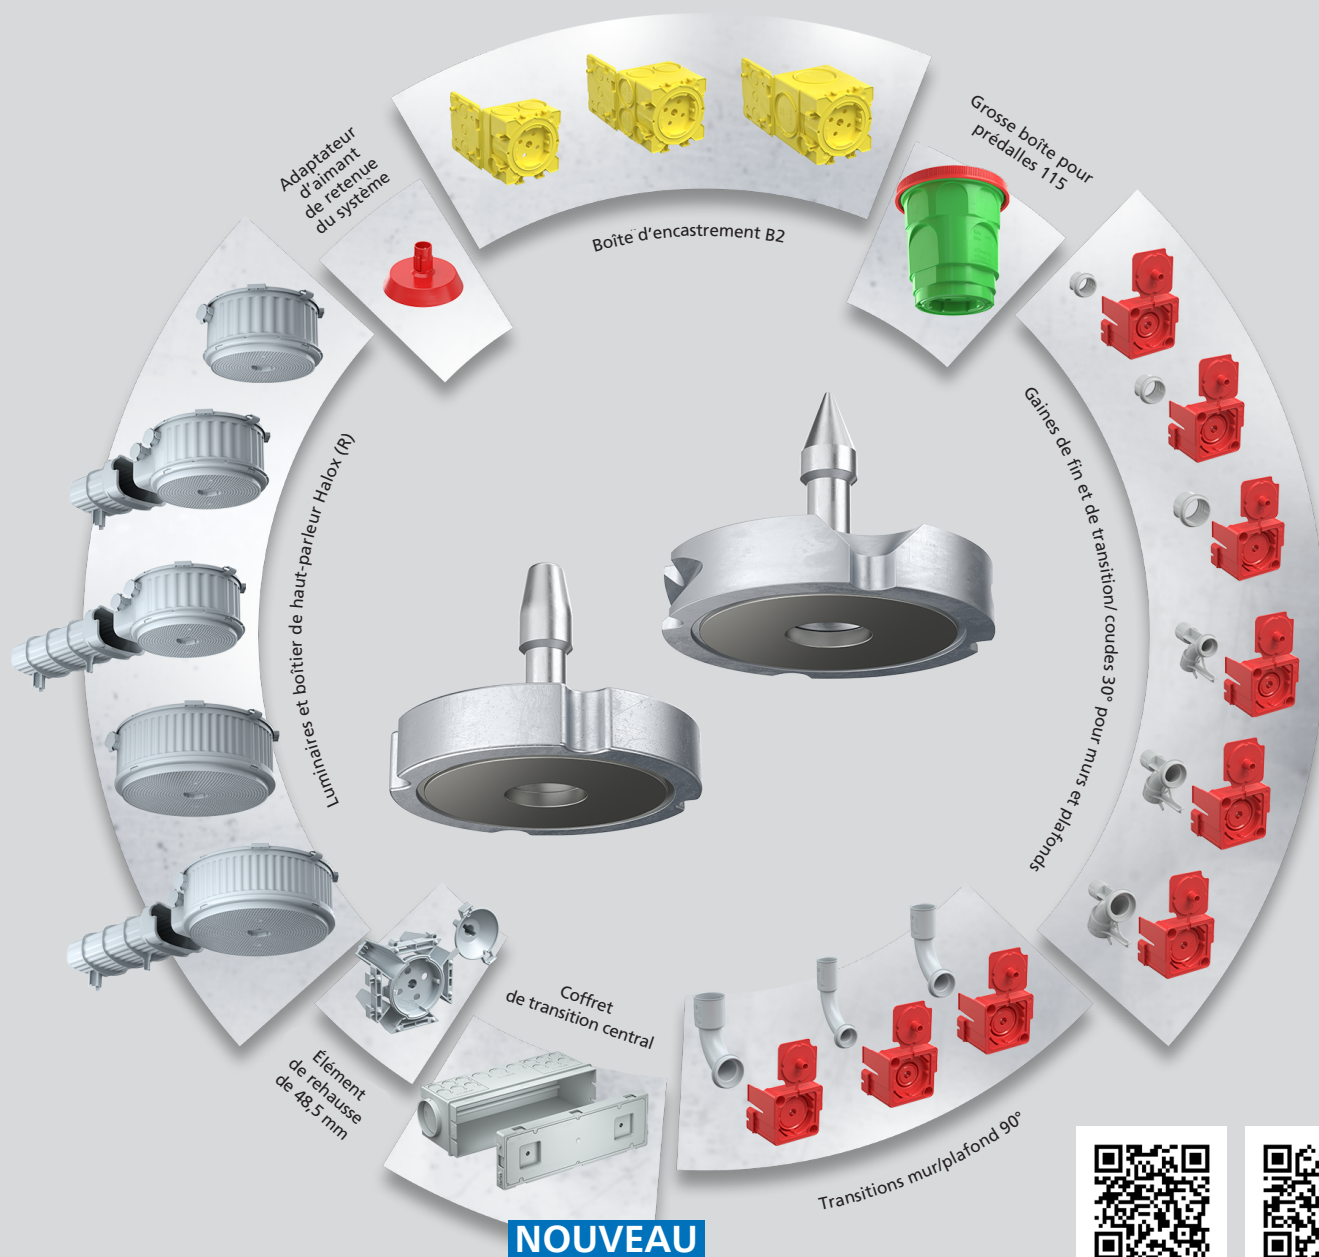 Adaptateur
d'aimant
de retenue
du système
Boîte d'encastrement B2
Grosse boîte pour
prédalles 115
Gaines de fin et de transition/ coudes 30° pour murs et plafonds
Luminaires et boîtier de haut-parleur Halox (R)
Élément
de rehausse
de 48,5 mm
Coffret
de transition central
Transitions mur/plafond 90°
NOUVEAU